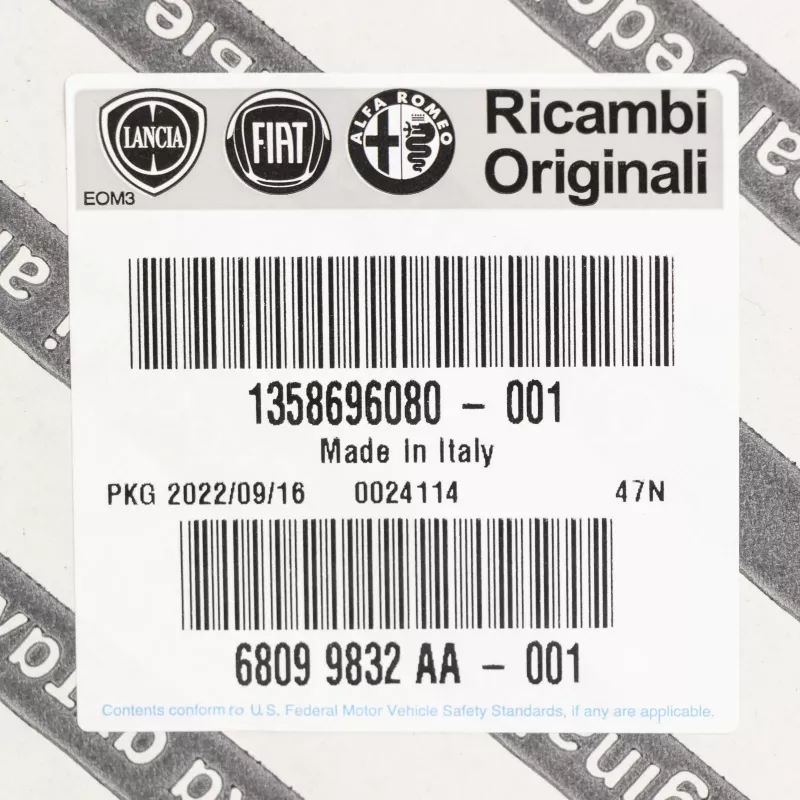 LANCIA
FIAT
ALFA ROMEO
Ricambi
Originali
EOM3
1358696080 - 001
Made In Italy
PKG 2022/09/16 0024114 47N
6809 9832 AA - 001
Contents conform to U.S. Federal Motor Vehicle Safety Standards, if any are applicable.